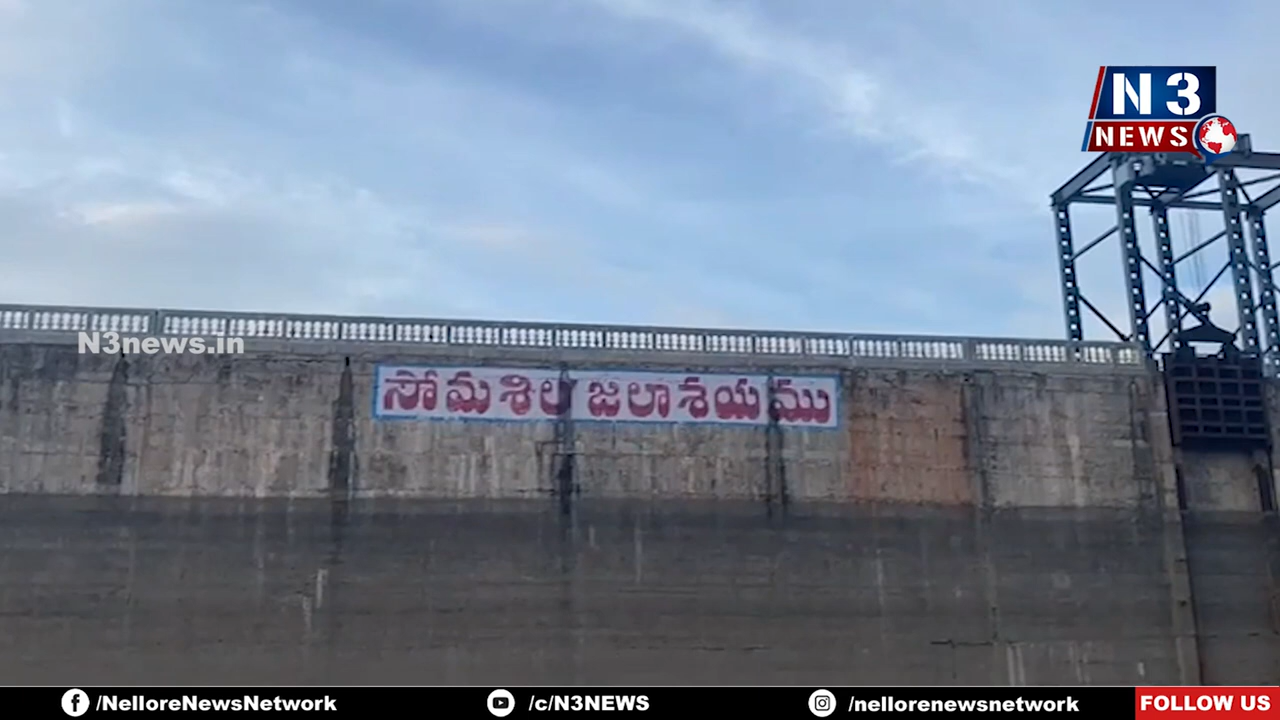 N3
NEWS
N3news.in
సోమశిల జలాశయము
/NelloreNewsNetwork
/c/N3NEWS
/nellorenewsnetwork
FOLLOW US